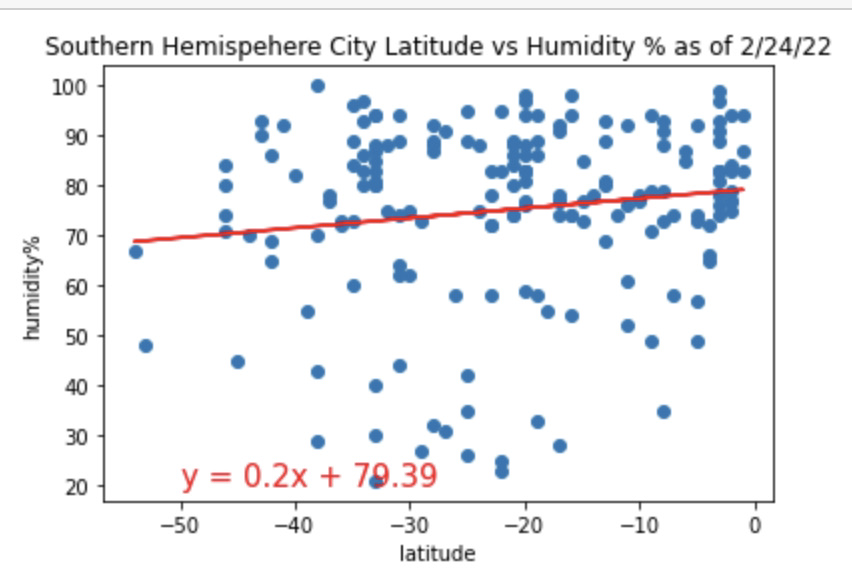 Southern Hemispehere City Latitude vs Humidity % as of 2/24/22
100
90
80
70
60
50
40
30
20
humidity%
y = 0.2x + 79.39
−50 −40 −30 −20 −10 0
latitude